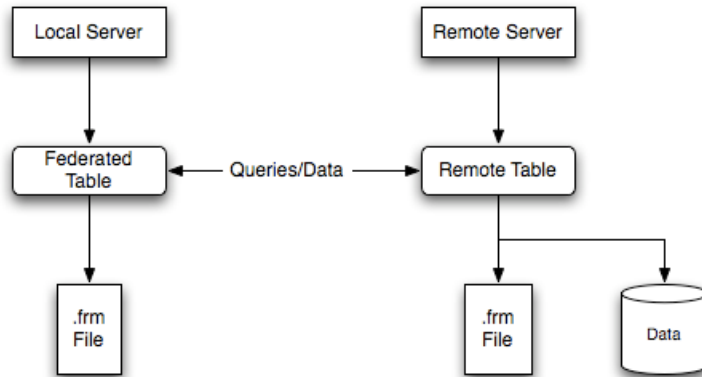 Local Server
Remote Server
Federated
Table
Queries/Data
Remote Table
.frm
File
.frm
File
Data